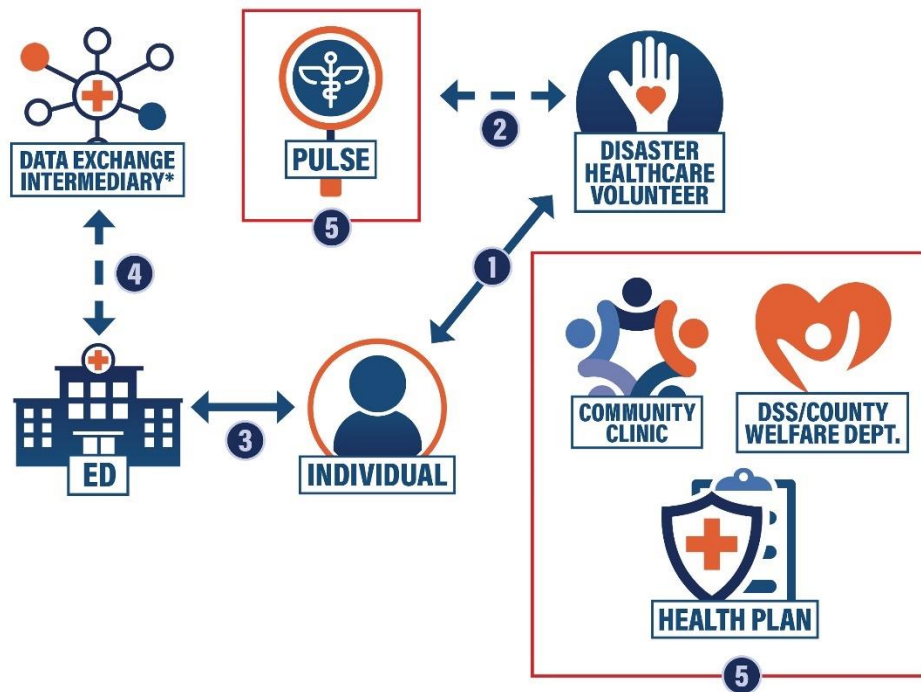 DATA EXCHANGE
INTERMEDIARY*
PULSE
5
2
DISASTER
HEALTHCARE
VOLUNTEER
4
1
ED
3
INDIVIDUAL
COMMUNITY
CLINIC
DSS/COUNTY
WELFARE DEPT.
HEALTH PLAN
5